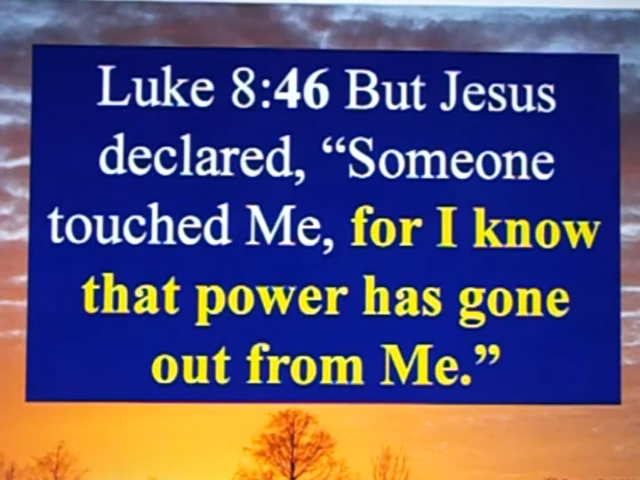 Luke 8:46 But Jesus
declared, “Someone
touched Me, for I know
that power has gone
out from Me.”